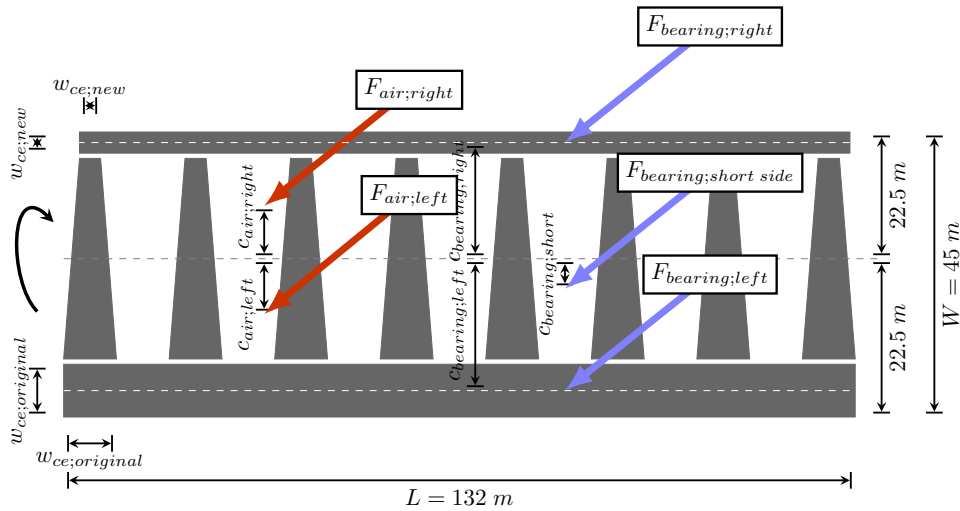 F_{bearing;right}
w_{ce;new}
F_{air;right}
w_{ce;new}
c_{air;right}
F_{air;left}
c_{bearing;right}
F_{bearing;short side}
22.5 m
c_{air;left}
c_{bearing;left}
c_{bearing;short}
F_{bearing;left}
W = 45 m
22.5 m
w_{ce;original}
w_{ce;original}
L = 132 m